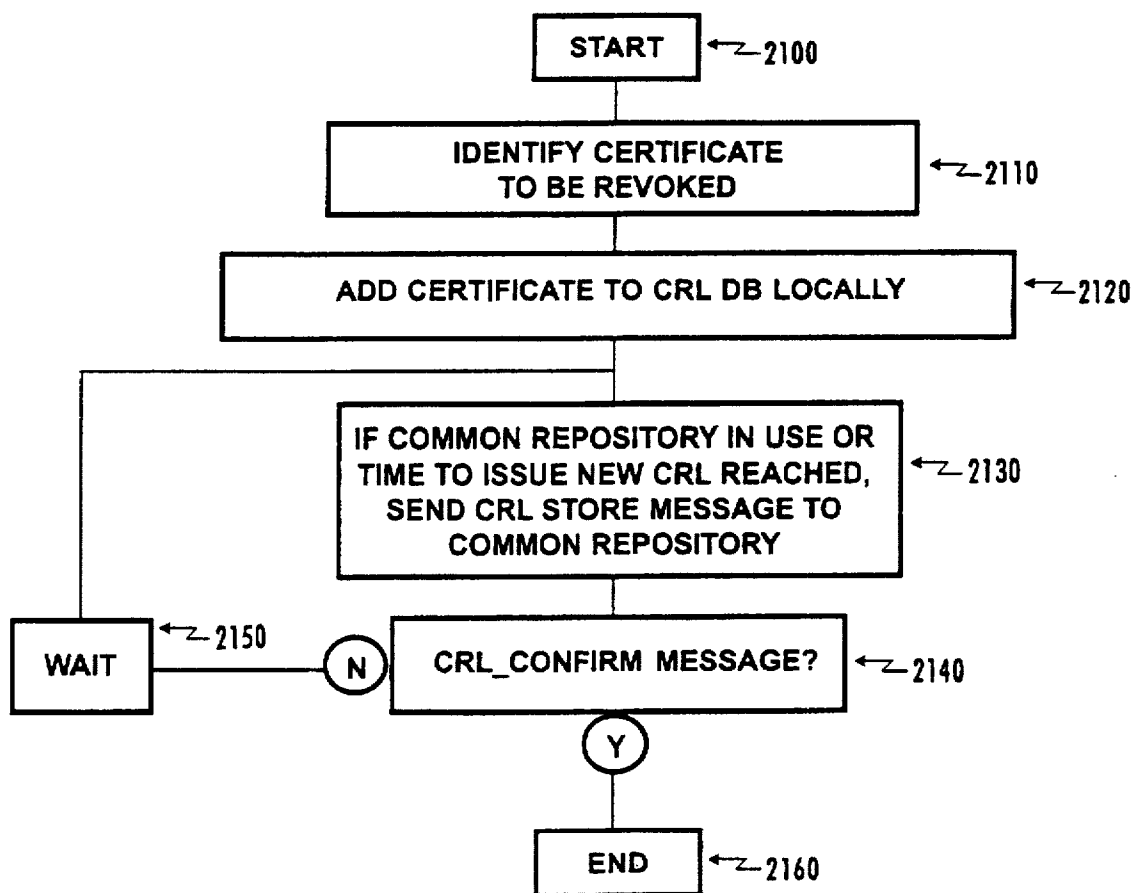 START
2100
IDENTIFY CERTIFICATE
TO BE REVOKED
2110
ADD CERTIFICATE TO CRL DB LOCALLY
2120
IF COMMON REPOSITORY IN USE OR
TIME TO ISSUE NEW CRL REACHED,
SEND CRL STORE MESSAGE TO
COMMON REPOSITORY
2130
WAIT
2150
N
CRL_CONFIRM MESSAGE?
2140
Y
END
2160